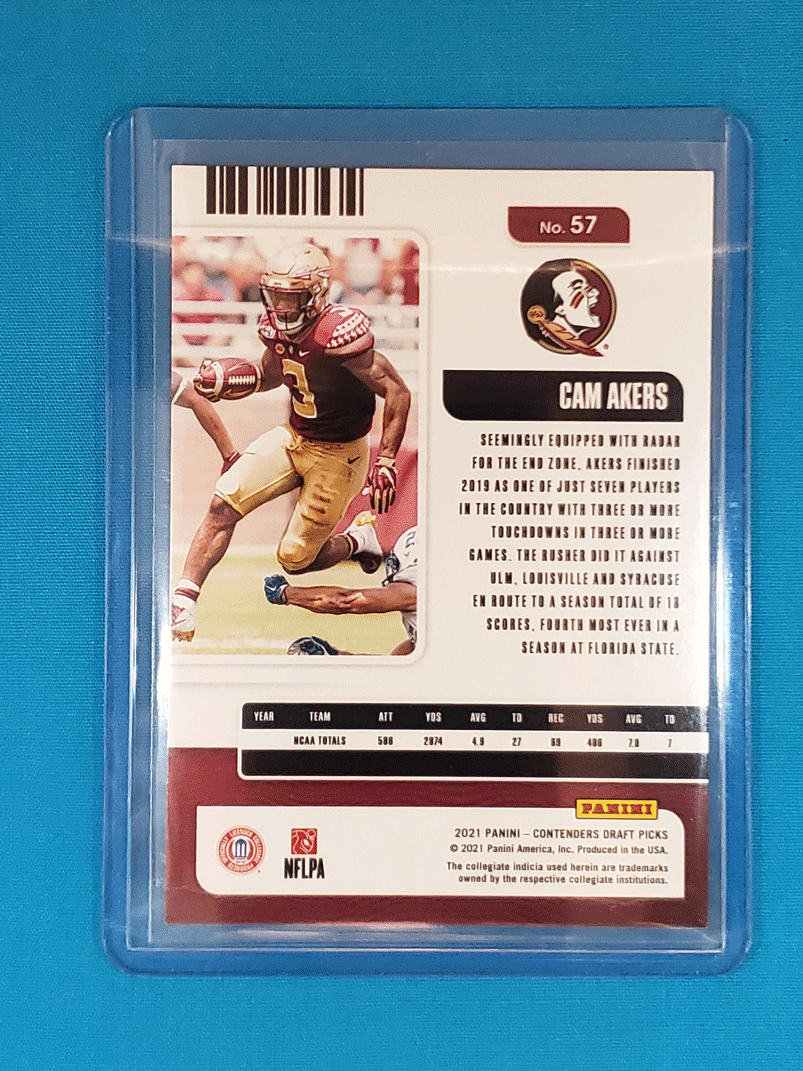 No. 57
3
CAM AKERS
SEEMINGLY EQUIPPED WITH RADAR
FOR THE END ZONE, AKERS FINISHED
2019 AS ONE OF JUST SEVEN PLAYERS
IN THE COUNTRY WITH THREE OR MORE
TOUCHDOWNS IN THREE OR MORE
GAMES. THE RUSHER DID IT AGAINST
ULM, LOUISVILLE AND SYRACUSE
EN ROUTE TO A SEASON TOTAL OF 18
SCORES, FOURTH MOST EVER IN A
SEASON AT FLORIDA STATE.
YEAR TEAM ATT YDS AVG TD REC YDS AVG TD
NCAA TOTALS 586 2874 4.9 27 69 486 7.0 7
PANINI
2021 PANINI – CONTENDERS DRAFT PICKS
© 2021 Panini America, Inc. Produced in the USA.
The collegiate indicia used herein are trademarks
owned by the respective collegiate institutions.
NFLPA